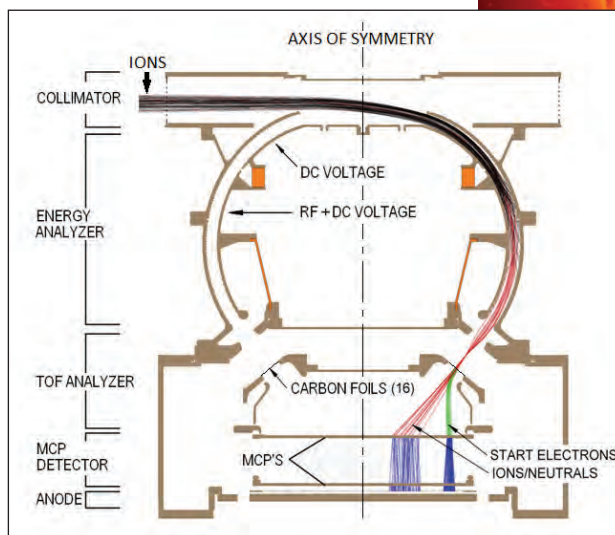 AXIS OF SYMMETRY
IONS
COLLIMATOR
DC VOLTAGE
RF + DC VOLTAGE
ENERGY
ANALYZER
TOF ANALYZER
CARBON FOILS (16)
MCP
DETECTOR
MCP'S
START ELECTRONS
IONS/NEUTRALS
ANODE